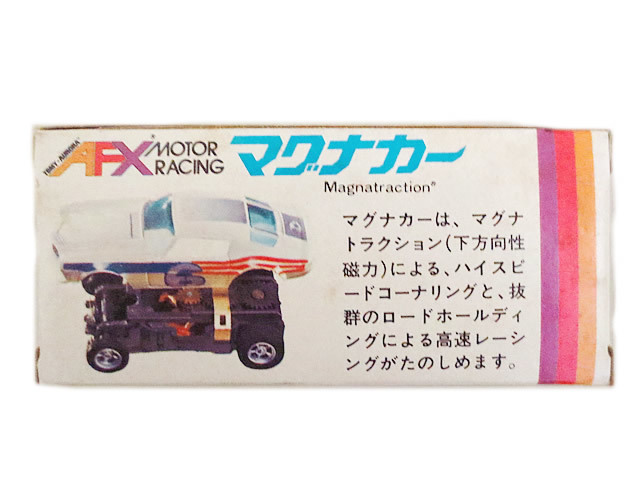 TOMY-AURORA
AFX® MOTOR
RACING
マグナカー
Magnatraction®
マグナカーは、マグナ
トラクション(下方向性
磁力)による、ハイスピ
ードコーナリングと、抜
群のロードホールディ
ングによる高速レーシ
ングがたのしめます。
6